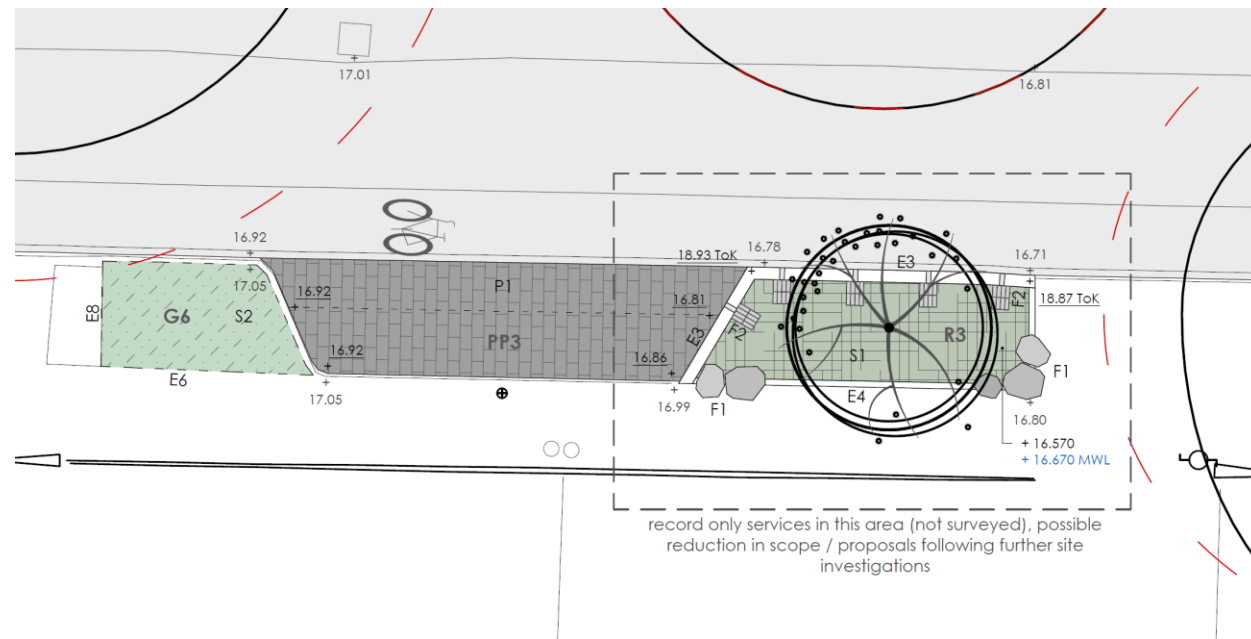 17.01
16.81
16.92
17.05
18.93 ToK
16.78
16.71
E3
18.87 ToK
F2
P1
16.92
16.81
E8
G6
S2
PP3
E3
F2
S1
R3
16.92
16.86
E6
17.05
16.99
F1
E4
F1
16.80
+ 16.570
+ 16.670 MWL
record only services in this area (not surveyed), possible
reduction in scope / proposals following further site
investigations